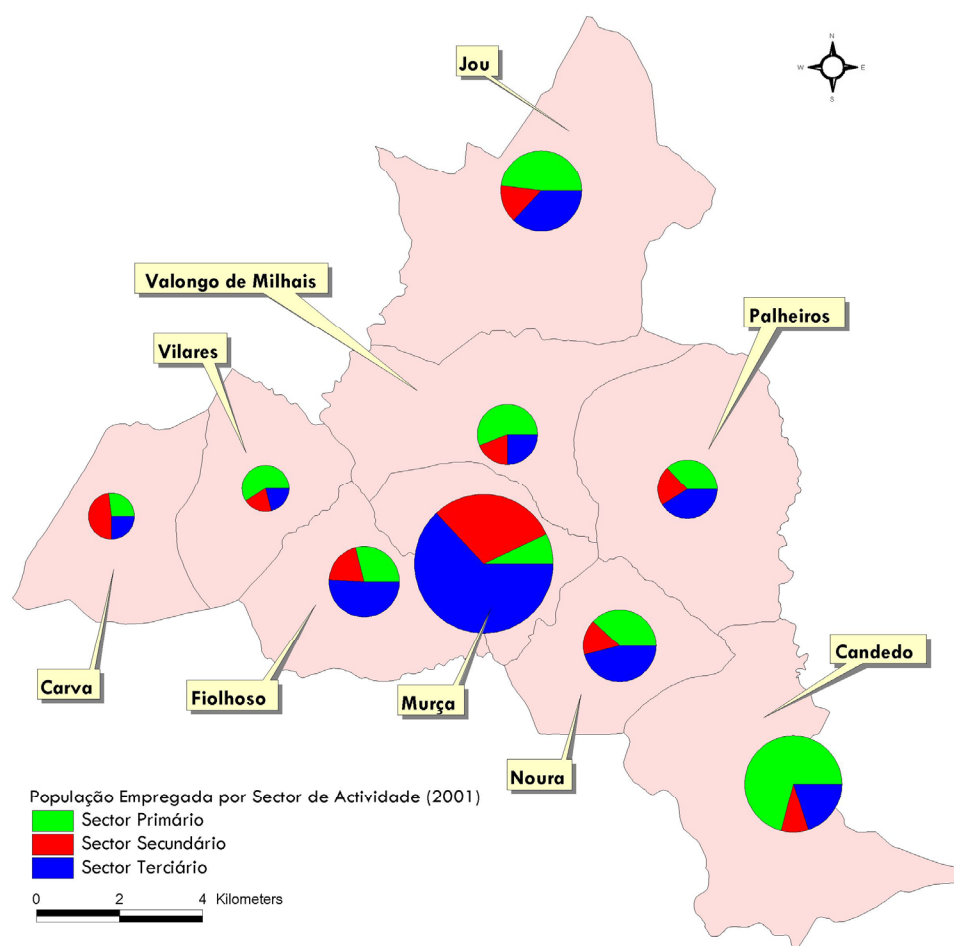 N
W E
S
Jou
Valongo de Milhais
Palheiros
Vilares
Candedo
Carva
Fiolhoso
Murça
Noura
População Empregada por Sector de Actividade (2001)
Sector Primário
Sector Secundário
Sector Terciário
0 2 4 Kilometers